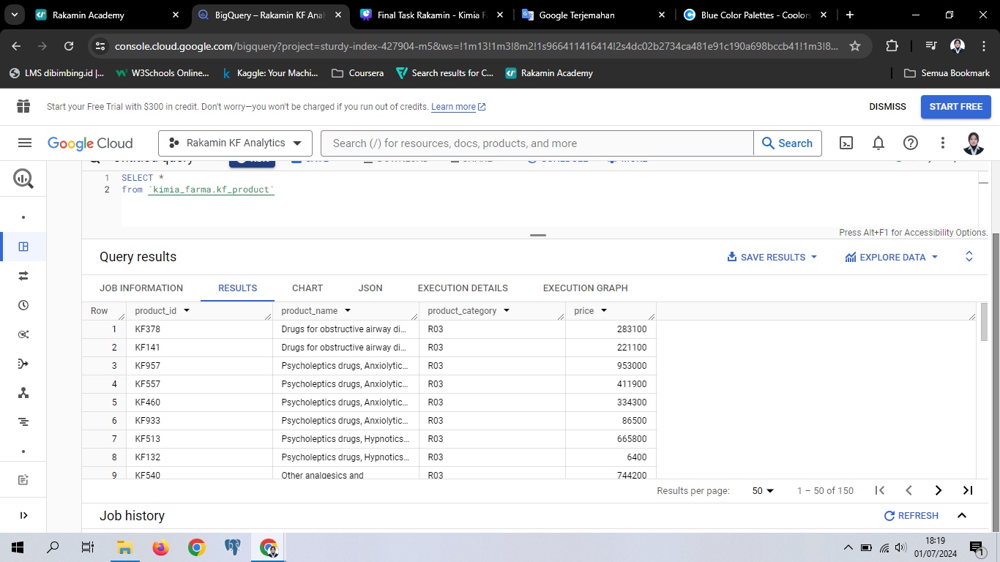 Rakamin Academy
BigQuery – Rakamin KF Anal
Final Task Rakamin - Kimia F
Google Terjemahan
Blue Color Palettes - Coolors
console.cloud.google.com/bigquery?project=sturdy-index-427904-m5&ws=!1m13!1m3!8m2!1s966411416414!2s4dc02b2734ca481e91c190a698bccb41!1m3!8...
LMS dibimbing.id |...
W3Schools Online...
Kaggle: Your Machi...
Coursera
Search results for C...
Rakamin Academy
Semua Bookmark
Start your Free Trial with $300 in credit. Don't worry—you won't be charged if you run out of credits. Learn more
DISMISS
START FREE
Google Cloud
Rakamin KF Analytics
Search (/) for resources, docs, products, and more
Search
1 SELECT *
2 from `kimia_farma.kf_product`
Press Alt+F1 for Accessibility Options.
Query results
SAVE RESULTS
EXPLORE DATA
JOB INFORMATION RESULTS CHART JSON EXECUTION DETAILS EXECUTION GRAPH
Row product_id product_name product_category price
1 KF378 Drugs for obstructive airway di... R03 283100
2 KF141 Drugs for obstructive airway di... R03 221100
3 KF957 Psycholeptics drugs, Anxiolytic... R03 953000
4 KF557 Psycholeptics drugs, Anxiolytic... R03 411900
5 KF460 Psycholeptics drugs, Anxiolytic... R03 334300
6 KF933 Psycholeptics drugs, Anxiolytic... R03 86500
7 KF513 Psycholeptics drugs, Hypnotics... R03 665800
8 KF132 Psycholeptics drugs, Hypnotics... R03 6400
9 KF540 Other analgesics and R03 744200
Results per page: 50 1 – 50 of 150
Job history
REFRESH
18:19
01/07/2024
1